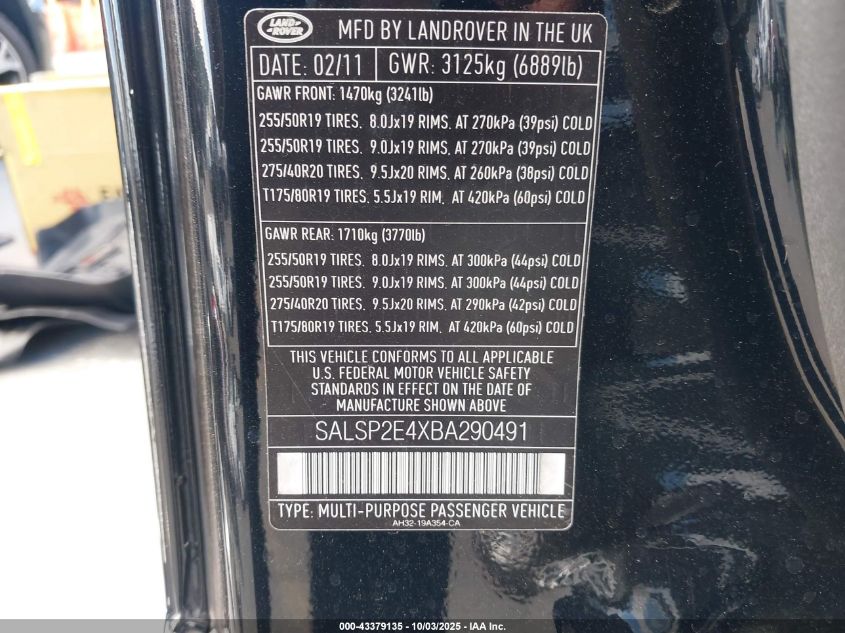 LAND ROVER
MFD BY LANDROVER IN THE UK
DATE: 02/11 GWR: 3125kg (6889lb)
GAWR FRONT: 1470kg (3241lb)
255/50R19 TIRES. 8.0Jx19 RIMS. AT 270kPa (39psi) COLD
255/50R19 TIRES. 9.0Jx19 RIMS. AT 270kPa (39psi) COLD
275/40R20 TIRES. 9.5Jx20 RIMS. AT 260kPa (38psi) COLD
T175/80R19 TIRES. 5.5Jx19 RIM. AT 420kPa (60psi) COLD
GAWR REAR: 1710kg (3770lb)
255/50R19 TIRES. 8.0Jx19 RIMS. AT 300kPa (44psi) COLD
255/50R19 TIRES. 9.0Jx19 RIMS. AT 300kPa (44psi) COLD
275/40R20 TIRES. 9.5Jx20 RIMS. AT 290kPa (42psi) COLD
T175/80R19 TIRES. 5.5Jx19 RIM. AT 420kPa (60psi) COLD
THIS VEHICLE CONFORMS TO ALL APPLICABLE
U.S. FEDERAL MOTOR VEHICLE SAFETY
STANDARDS IN EFFECT ON THE DATE OF
MANUFACTURE SHOWN ABOVE
SALSP2E4XBA290491
TYPE: MULTI-PURPOSE PASSENGER VEHICLE
AH32-19A354-CA
000-43379135 - 10/03/2025 - IAA Inc.